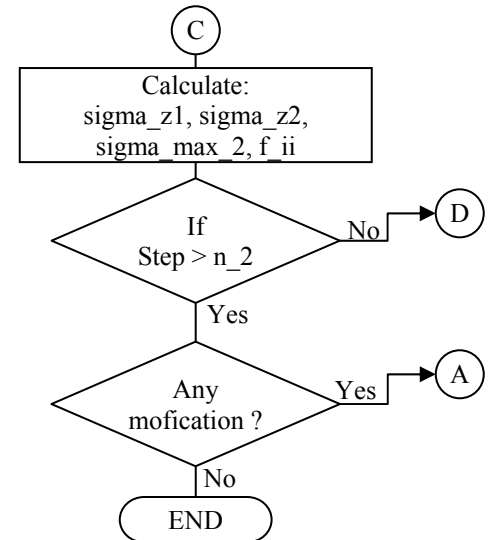 C
Calculate:
sigma_z1, sigma_z2,
sigma_max_2, f_ii
If
Step > n_2
No
D
Yes
Any
mofication ?
Yes
A
No
END